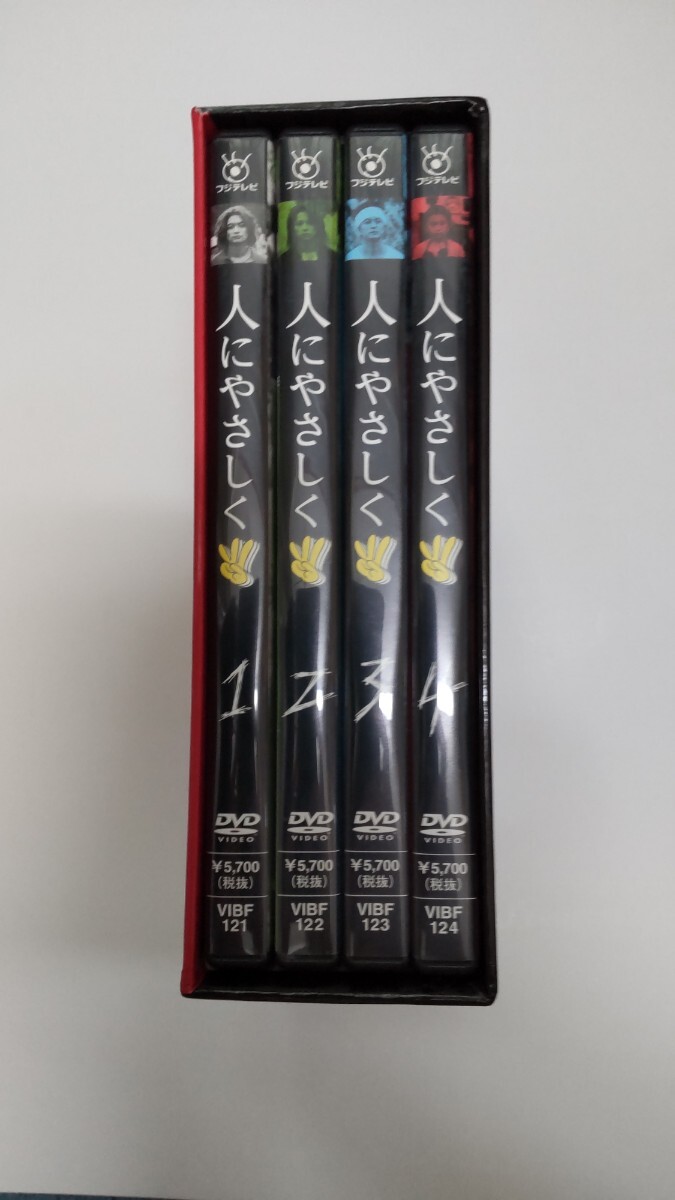 フジテレビ
人にやさしく
1
DVD
VIDEO
¥5,700
(税抜)
VIBF
121
フジテレビ
人にやさしく
2
DVD
VIDEO
¥5,700
(税抜)
VIBF
122
フジテレビ
人にやさしく
3
DVD
VIDEO
¥5,700
(税抜)
VIBF
123
フジテレビ
人にやさしく
4
DVD
VIDEO
¥5,700
(税抜)
VIBF
124